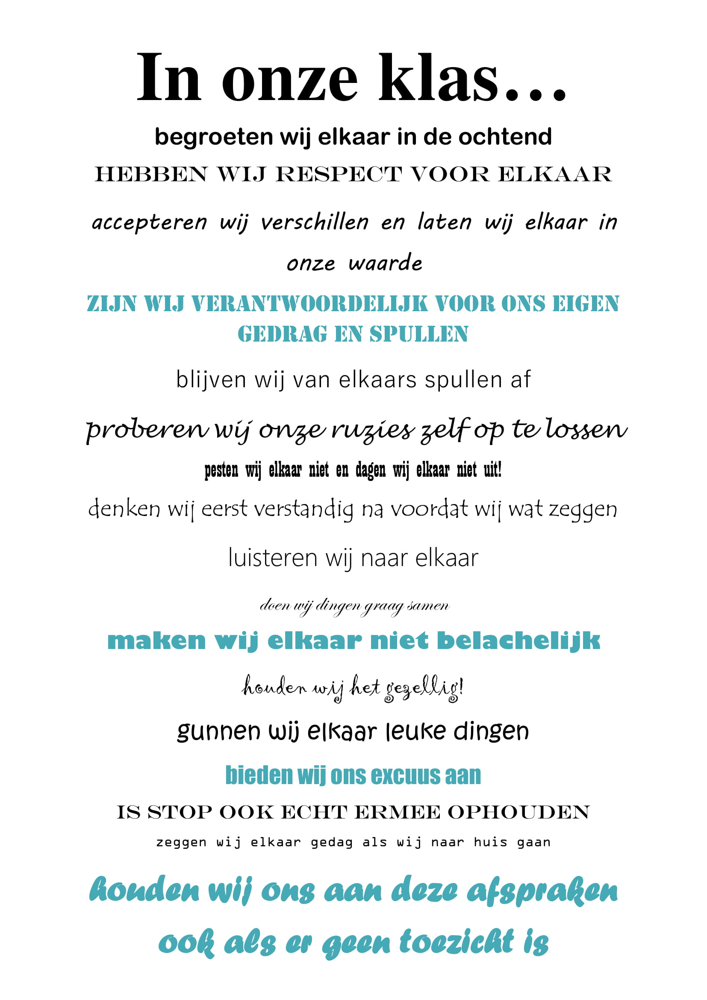 In onze klas...
begroeten wij elkaar in de ochtend
HEBBEN WIJ RESPECT VOOR ELKAAR
accepteren wij verschillen en laten wij elkaar in
onze waarde
ZIJN WIJ VERANTWOORDELIJK VOOR ONS EIGEN
GEDRAG EN SPULLEN
blijven wij van elkaars spullen af
proberen wij onze ruzies zelf op te lossen
pesten wij elkaar niet en dagen wij elkaar niet uit!
denken wij eerst verstandig na voordat wij wat zeggen
luisteren wij naar elkaar
doen wij dingen graag samen
maken wij elkaar niet belachelijk
houden wij het gezellig!
gunnen wij elkaar leuke dingen
bieden wij ons excuus aan
IS STOP OOK ECHT ERMEE OPHOUDEN
zeggen wij elkaar gedag als wij naar huis gaan
houden wij ons aan deze afspraken
ook als er geen toezicht is